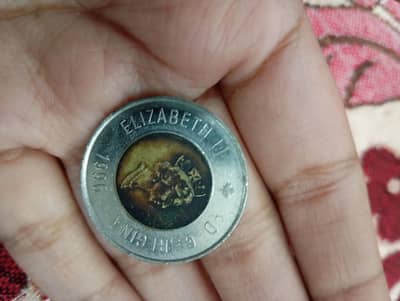 ELIZABETH II
D.G. REGINA
1996